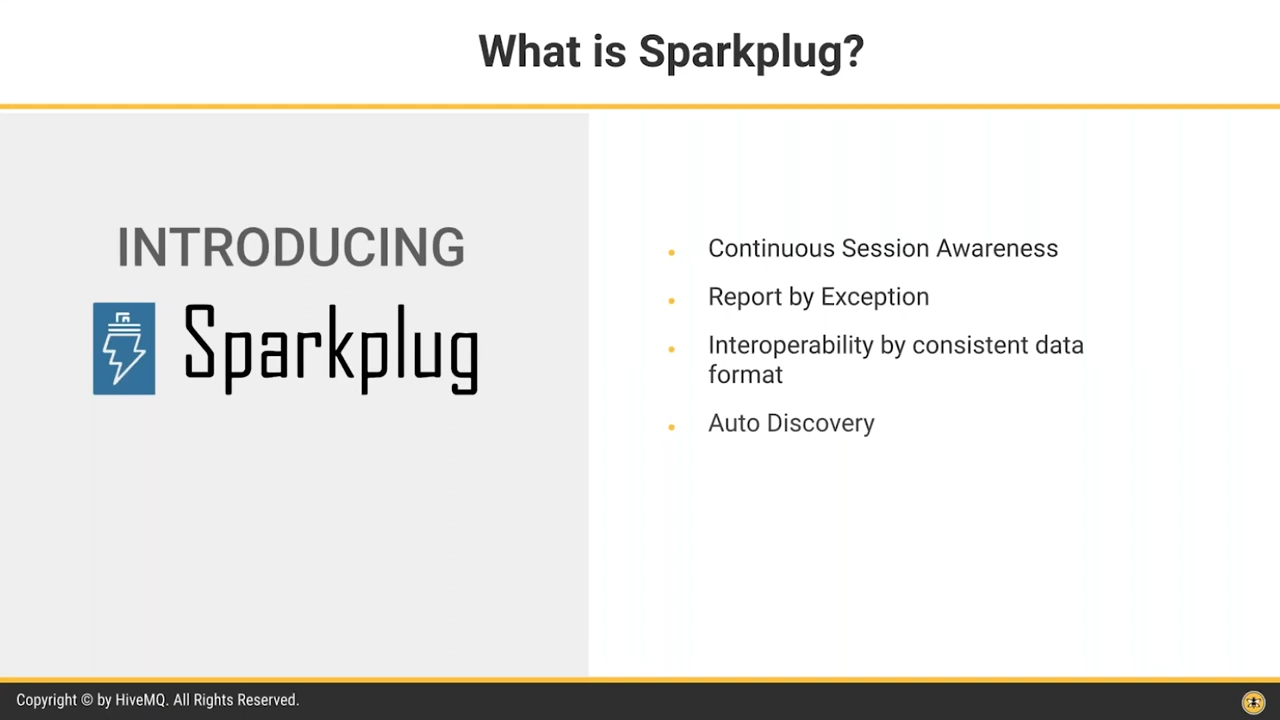 What is Sparkplug?
INTRODUCING
Sparkplug
• Continuous Session Awareness
• Report by Exception
• Interoperability by consistent data
format
• Auto Discovery
Copyright © by HiveMQ. All Rights Reserved.